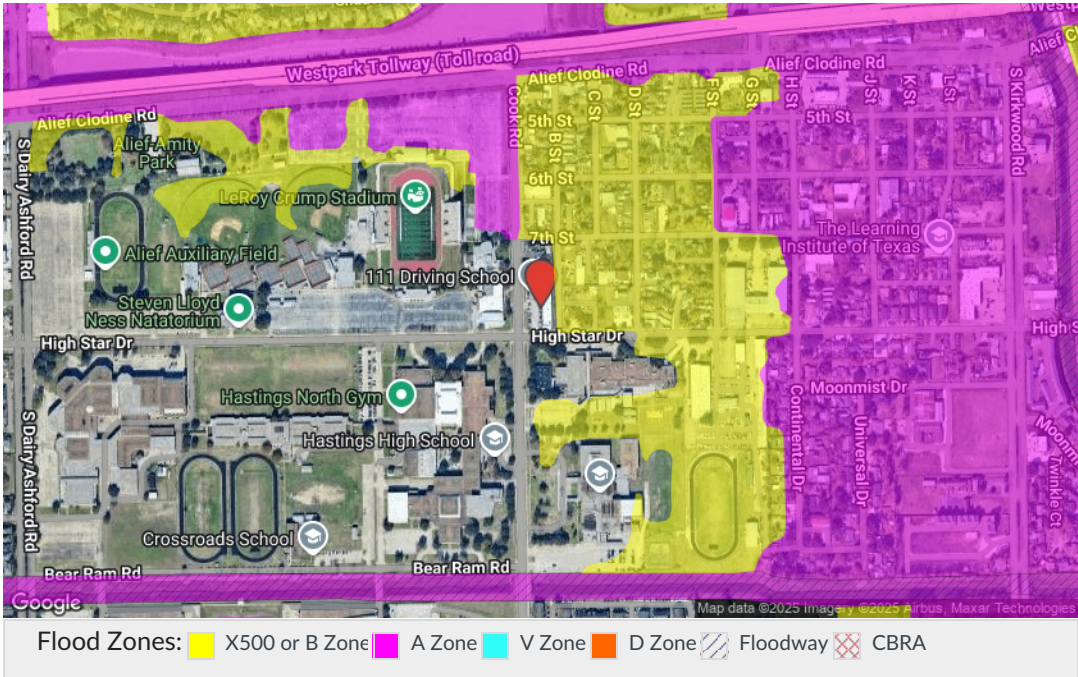 Westpark Tollway (Toll road)
Westp
Alief C
Alief Clodine Rd
Alief Clodine Rd
Alief Clodine Rd
S Dairy Ashford Rd
Alief-Amity
Park
Cook Rd
5th St
B St
C St
D St
F St
G St
H St
J St
K St
L St
5th St
S Kirkwood Rd
6th St
LeRoy Crump Stadium
7th St
The Learning
Institute of Texas
Alief Auxiliary Field
111 Driving School
Steven Lloyd
Ness Natatorium
High Star Dr
High Star Dr
High S
Hastings North Gym
Moonmist Dr
Continental Dr
Universal Dr
Moonm
Twinkle Ct
S Dairy Ashford Rd
Hastings High School
Crossroads School
Bear Ram Rd
Bear Ram Rd
Google
Map data ©2025 Imagery ©2025 Airbus, Maxar Technologies
Flood Zones: X500 or B Zone A Zone V Zone D Zone Floodway CBRA